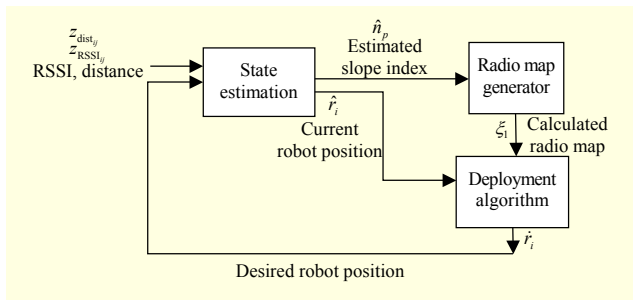 z_dist_ij
z_RSSI_ij
RSSI, distance
State
estimation
n̂_p
Estimated
slope index
Radio map
generator
r̂_i
Current
robot position
ξ_1
Calculated
radio map
Deployment
algorithm
ṙ_i
Desired robot position